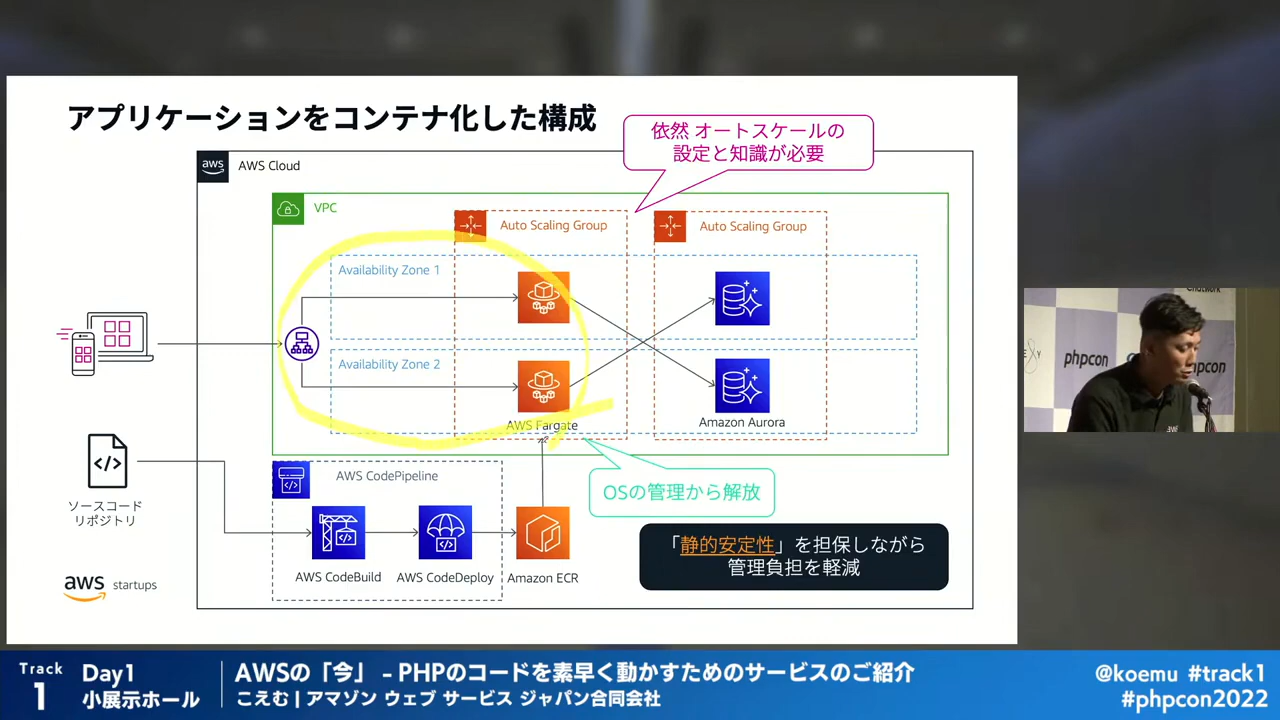 アプリケーションをコンテナ化した構成
依然 オートスケールの
設定と知識が必要
aws
AWS Cloud
VPC
Auto Scaling Group
Auto Scaling Group
Availability Zone 1
Availability Zone 2
AWS Fargate
Amazon Aurora
OSの管理から解放
ソースコード
リポジトリ
AWS CodePipeline
AWS CodeBuild
AWS CodeDeploy
Amazon ECR
「静的安定性」を担保しながら
管理負担を軽減
aws startups
phpcon
Track
1
Day1
小展示ホール
AWSの「今」 – PHPのコードを素早く動かすためのサービスのご紹介
こえむ | アマゾン ウェブ サービス ジャパン合同会社
@koemu #track1
#phpcon2022